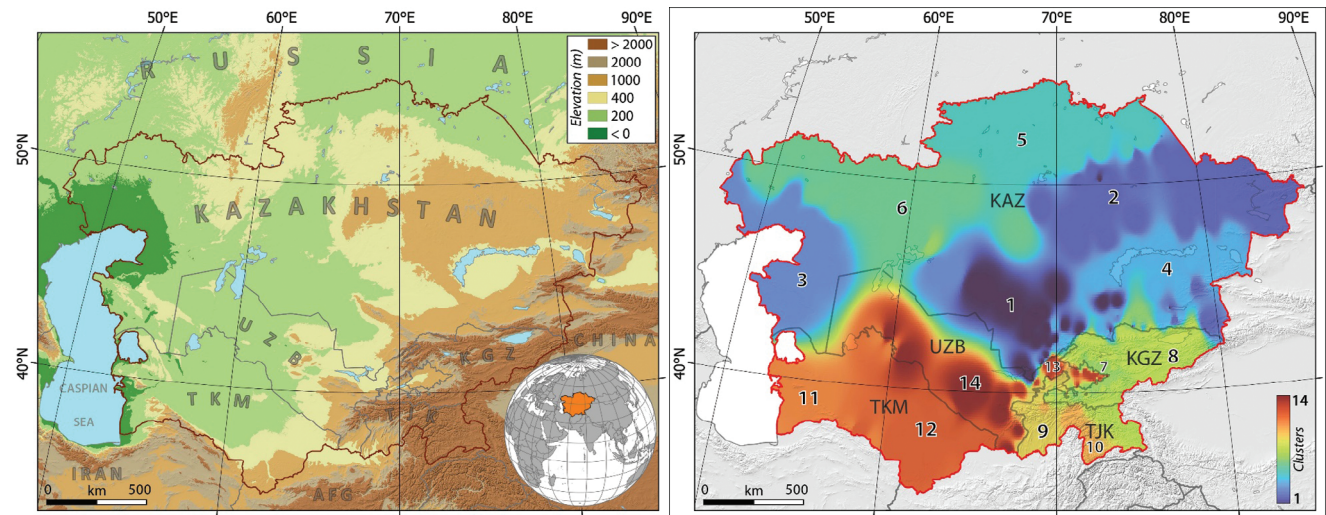 50°E 60°E 70°E 80°E 90°E
RUSSIA
Elevation (m)
> 2000
2000
1000
400
200
< 0
50°N
KAZAKHSTAN
UZB
KGZ
CHINA
40°N
CASPIAN
SEA
TKM
TJK
IRAN
AFG
0 km 500
50°E 60°E 70°E 80°E 90°E
50°N
5
KAZ
2
6
3
4
1
UZB
13
7
KGZ
8
40°N
11
TKM
14
12
9
TJK
10
14
Clusters
1
0 km 500